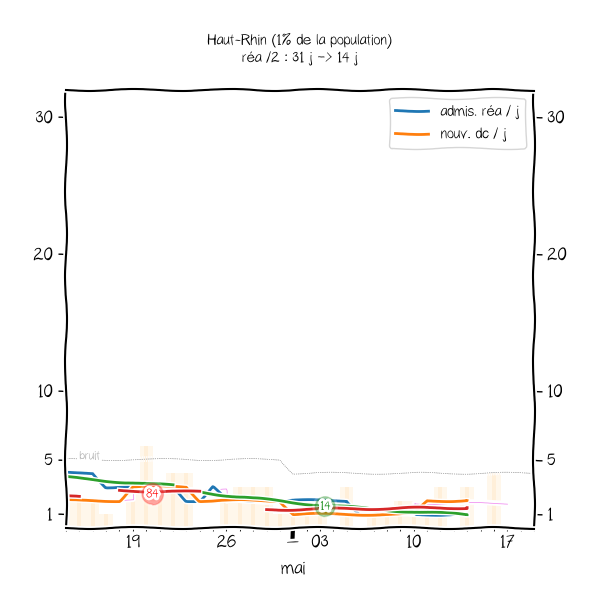 Haut-Rhin (1% de la population)
réa /2 : 31 j -> 14 j
admis. réa / j
nouv. dc / j
30
30
20
20
10
10
5
bruit
5
84
14
1
1
19
26
03
10
17
mai